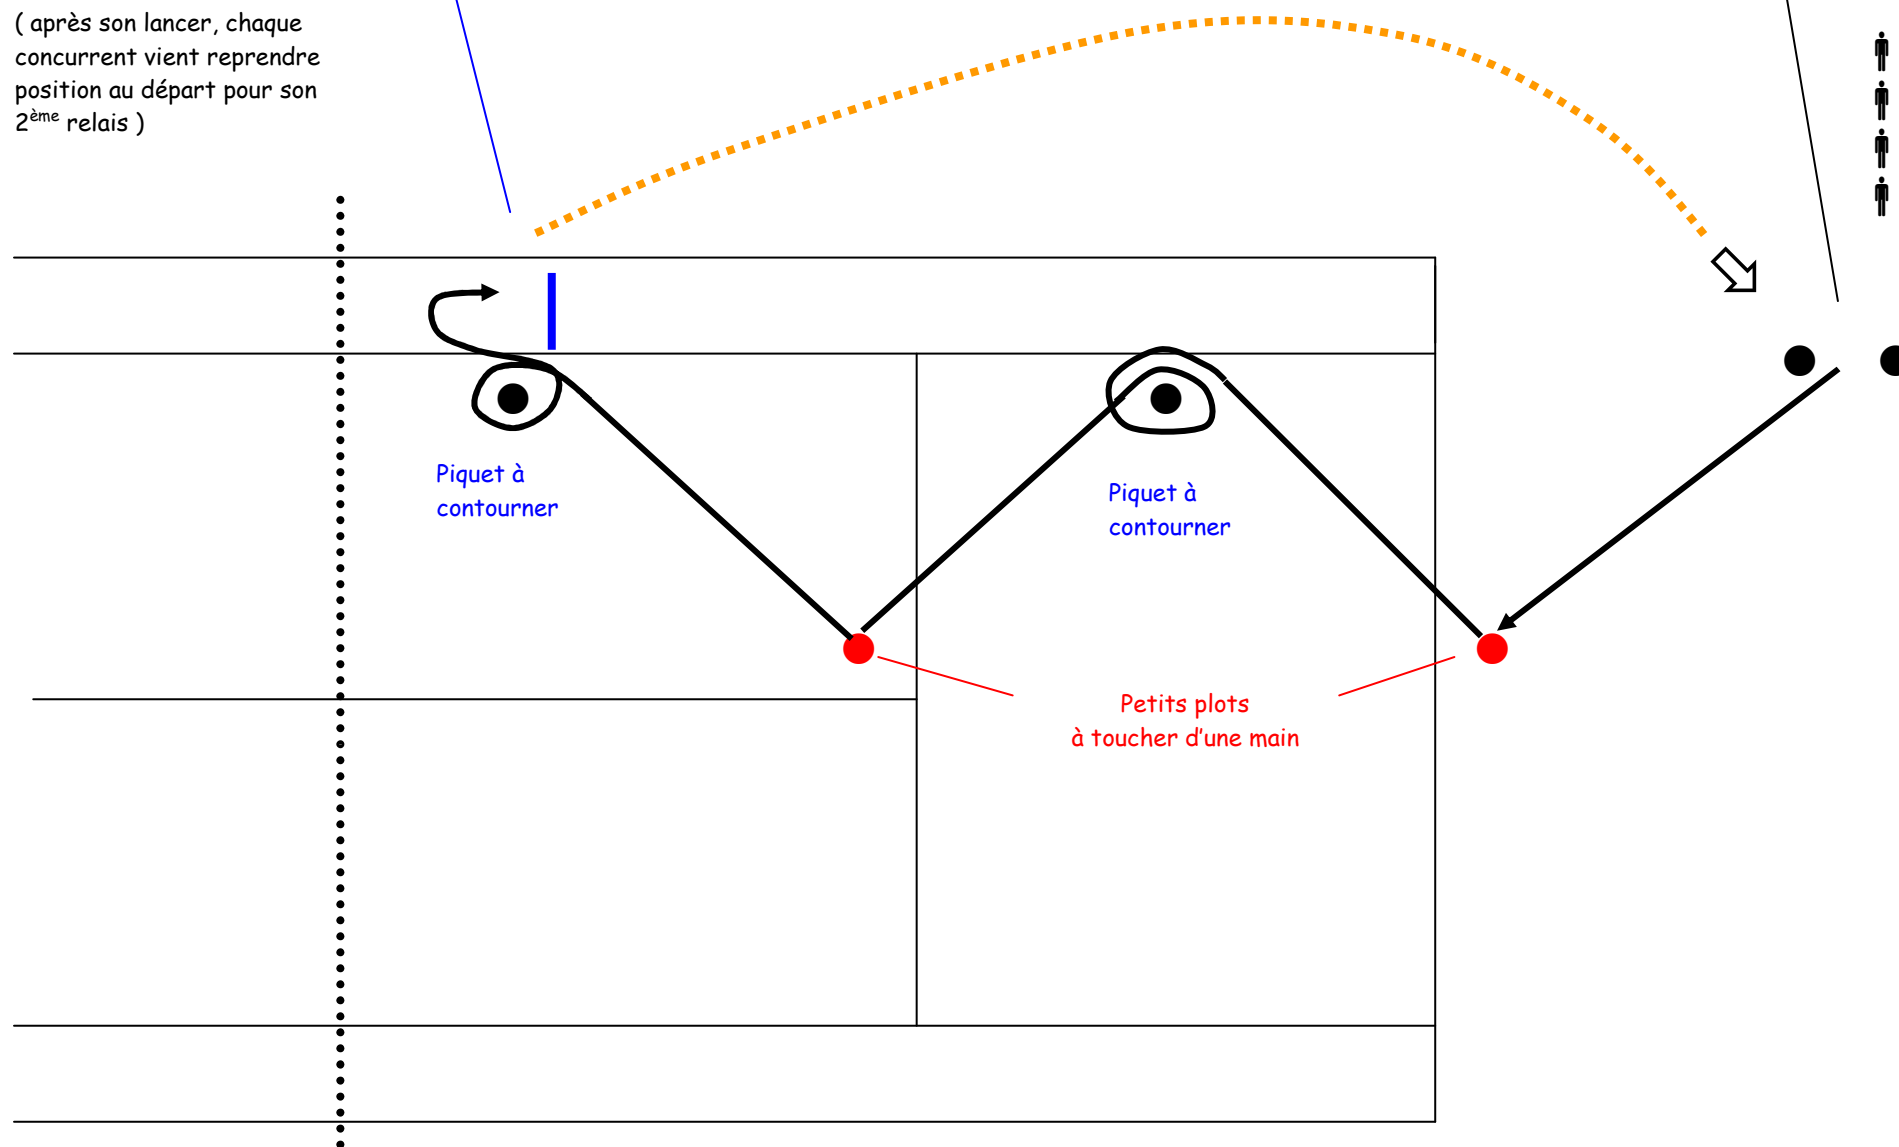 ( après son lancer, chaque
concurrent vient reprendre
position au départ pour son
2ème relais )
Piquet à
contourner
Piquet à
contourner
Petits plots
à toucher d'une main